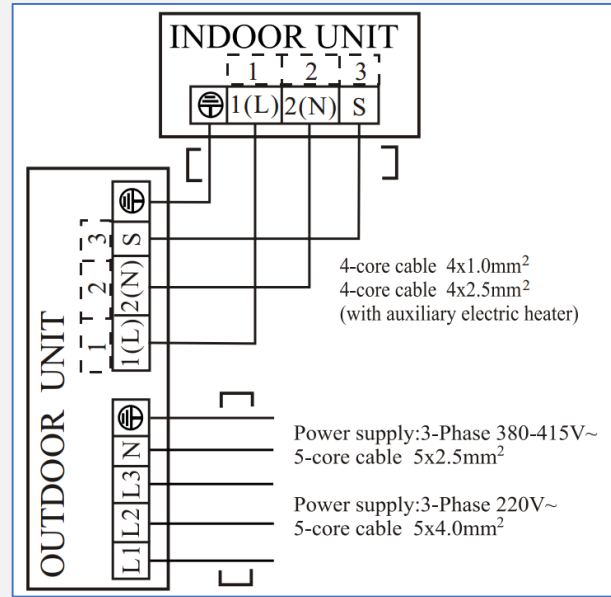 INDOOR UNIT
1 2 3
1(L) 2(N) S
3 S
2 2(N)
1 1(L)
OUTDOOR UNIT
4-core cable 4x1.0mm²
4-core cable 4x2.5mm²
(with auxiliary electric heater)
N
L3
L2
L1
Power supply:3-Phase 380-415V~
5-core cable 5x2.5mm²
Power supply:3-Phase 220V~
5-core cable 5x4.0mm²